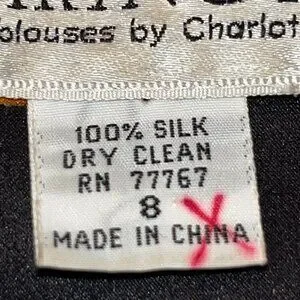 blouses by Charlot
100% SILK
DRY CLEAN
RN 77767
8
MADE IN CHINA